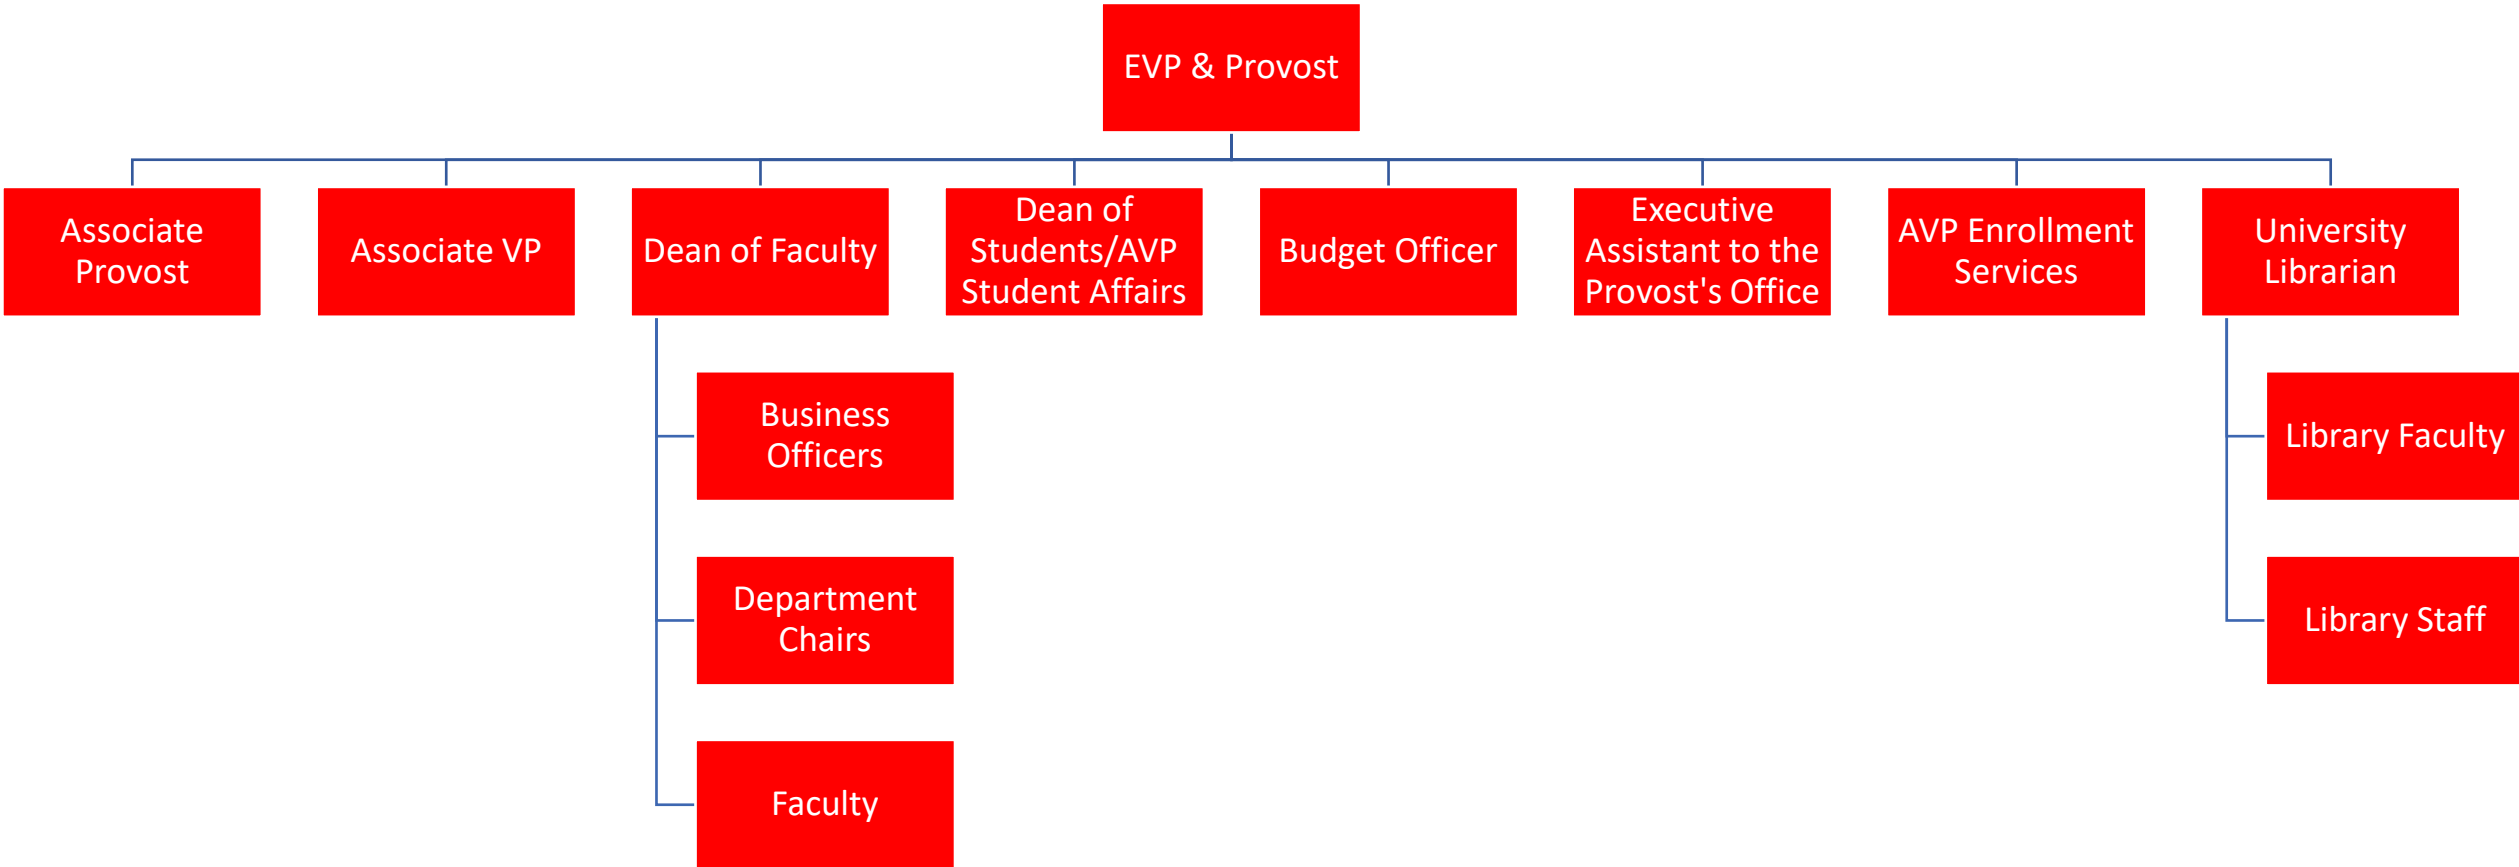 EVP & Provost
Associate
Provost
Associate VP
Dean of Faculty
Dean of
Students/AVP
Student Affairs
Budget Officer
Executive
Assistant to the
Provost's Office
AVP Enrollment
Services
University
Librarian
Business
Officers
Department
Chairs
Faculty
Library Faculty
Library Staff